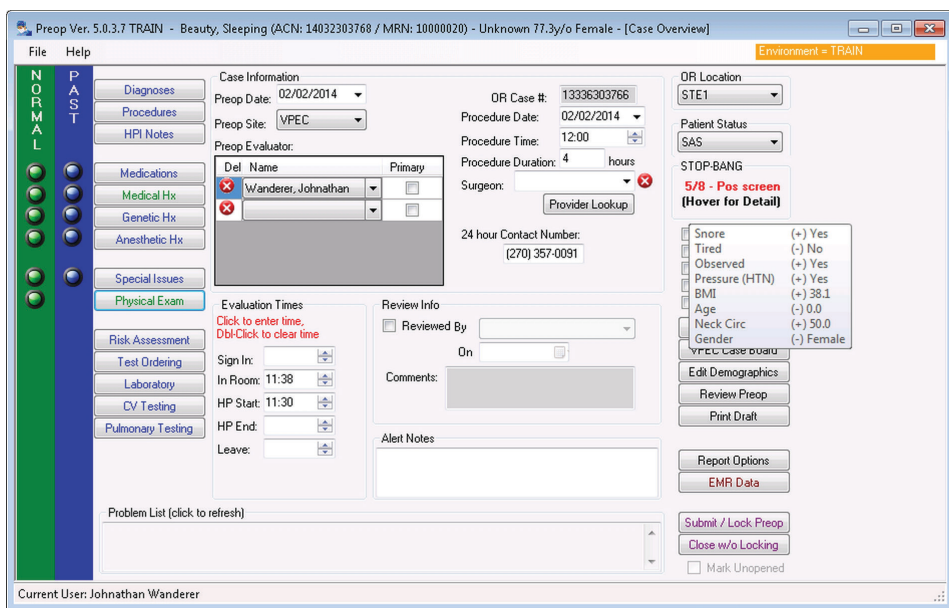 Preop Ver. 5.0.3.7 TRAIN - Beauty, Sleeping (ACN: 14032303768 / MRN: 10000020) - Unknown 77.3y/o Female - [Case Overview]
File Help
Environment = TRAIN
NORMAL
PAST
Diagnoses
Procedures
HPI Notes
Medications
Medical Hx
Genetic Hx
Anesthetic Hx
Special Issues
Physical Exam
Risk Assessment
Test Ordering
Laboratory
CV Testing
Pulmonary Testing
Case Information
Preop Date: 02/02/2014
Preop Site: VPEC
Preop Evaluator:
Del Name Primary
Wanderer, Johnathan
OR Case #: 13336303766
Procedure Date: 02/02/2014
Procedure Time: 12:00
Procedure Duration: 4 hours
Surgeon:
Provider Lookup
24 hour Contact Number:
(270) 357-0091
Evaluation Times
Click to enter time,
Dbl-Click to clear time
Sign In:
In Room: 11:38
HP Start: 11:30
HP End:
Leave:
Review Info
Reviewed By
On
Comments:
Alert Notes
Problem List (click to refresh)
OR Location
STE1
Patient Status
SAS
STOP-BANG
5/8 - Pos screen
(Hover for Detail)
Snore (+) Yes
Tired (-) No
Observed (+) Yes
Pressure (HTN) (+) Yes
BMI (+) 38.1
Age (-) 0.0
Neck Circ (+) 50.0
Gender (-) Female
VPEC Case Board
Edit Demographics
Review Preop
Print Draft
Report Options
EMR Data
Submit / Lock Preop
Close w/o Locking
Mark Unopened
Current User: Johnathan Wanderer